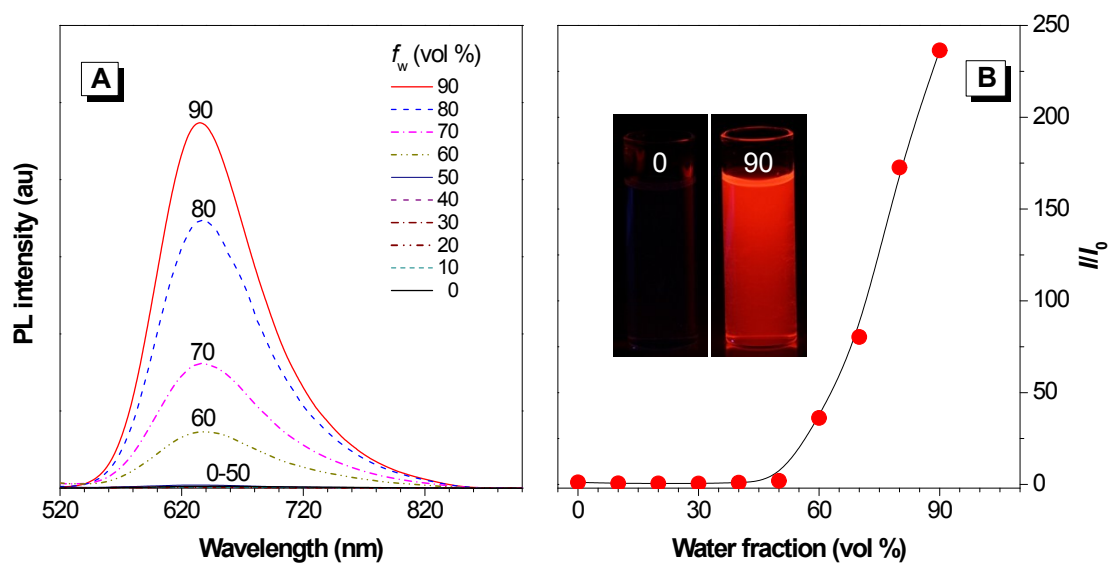 A
f_w (vol %)
90
80
70
60
50
40
30
20
10
0
90
80
70
60
0-50
PL intensity (au)
520 620 720 820
Wavelength (nm)
B
0 90
250
200
150
100
50
0
I/I_0
0 30 60 90
Water fraction (vol %)